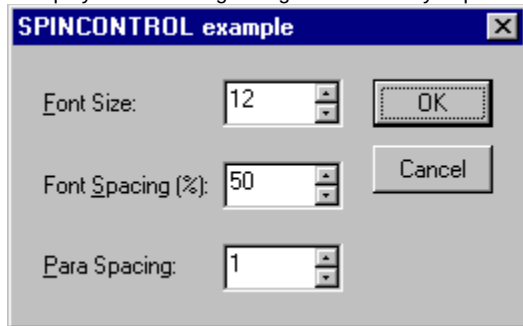 SPINCONTROL example
Font Size: 12 OK
Font Spacing (%): 50 Cancel
Para Spacing: 1